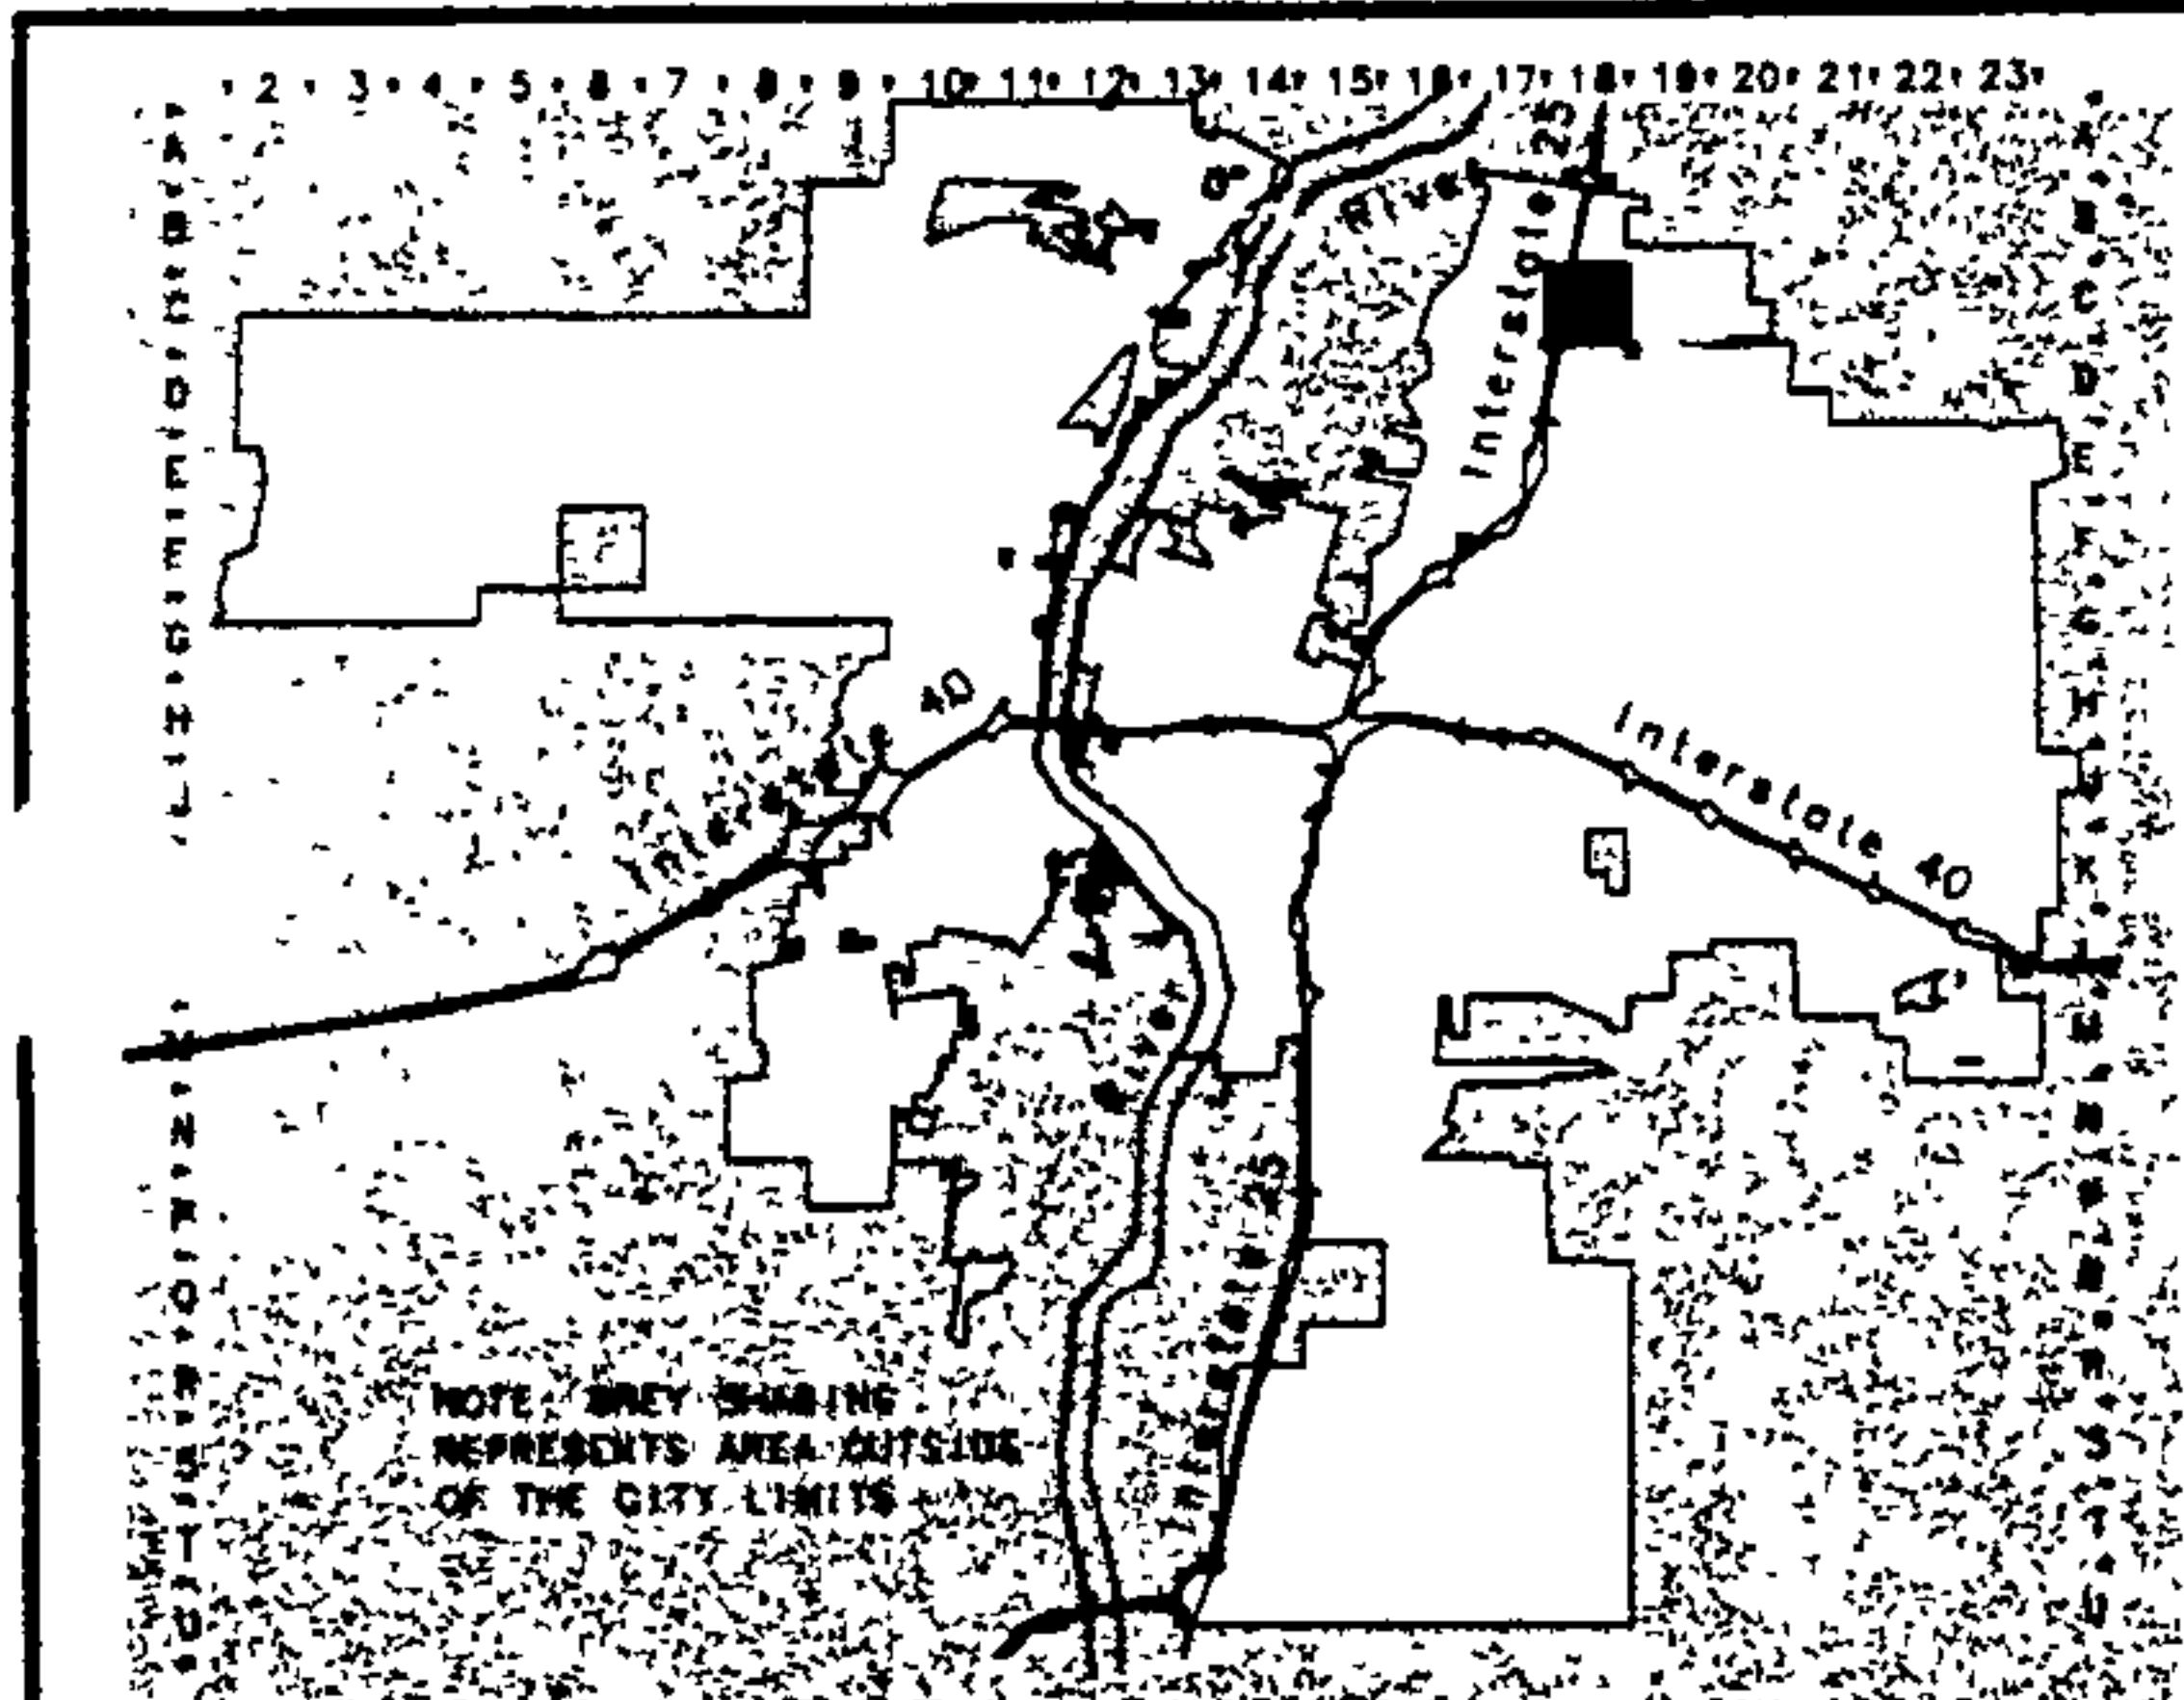 2 3 4 5 6 7 8 9 10 11 12 13 14 15 16 17 18 19 20 21 22 23
A
B
C
D
E
F
G
H
J
M
N
O
T
U
River
Interstate 25
Interstate 40
40
Interstate
River
Interstate 25
A
B
C
D
E
F
G
H
J
K
L
M
N
R
S
T
U
NOTE: GREY SHADING
REPRESENTS AREA OUTSIDE
OF THE CITY LIMITS